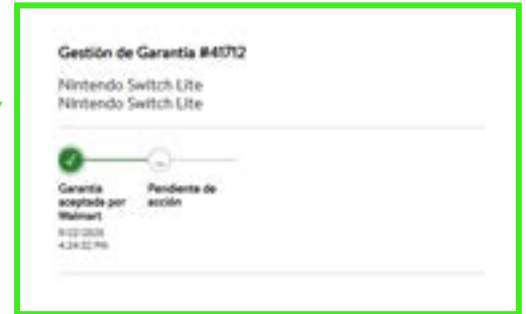 Gestión de Garantía #41712
Nintendo Switch Lite
Nintendo Switch Lite
Garantía
aceptada por
Walmart
Pendiente de
acción